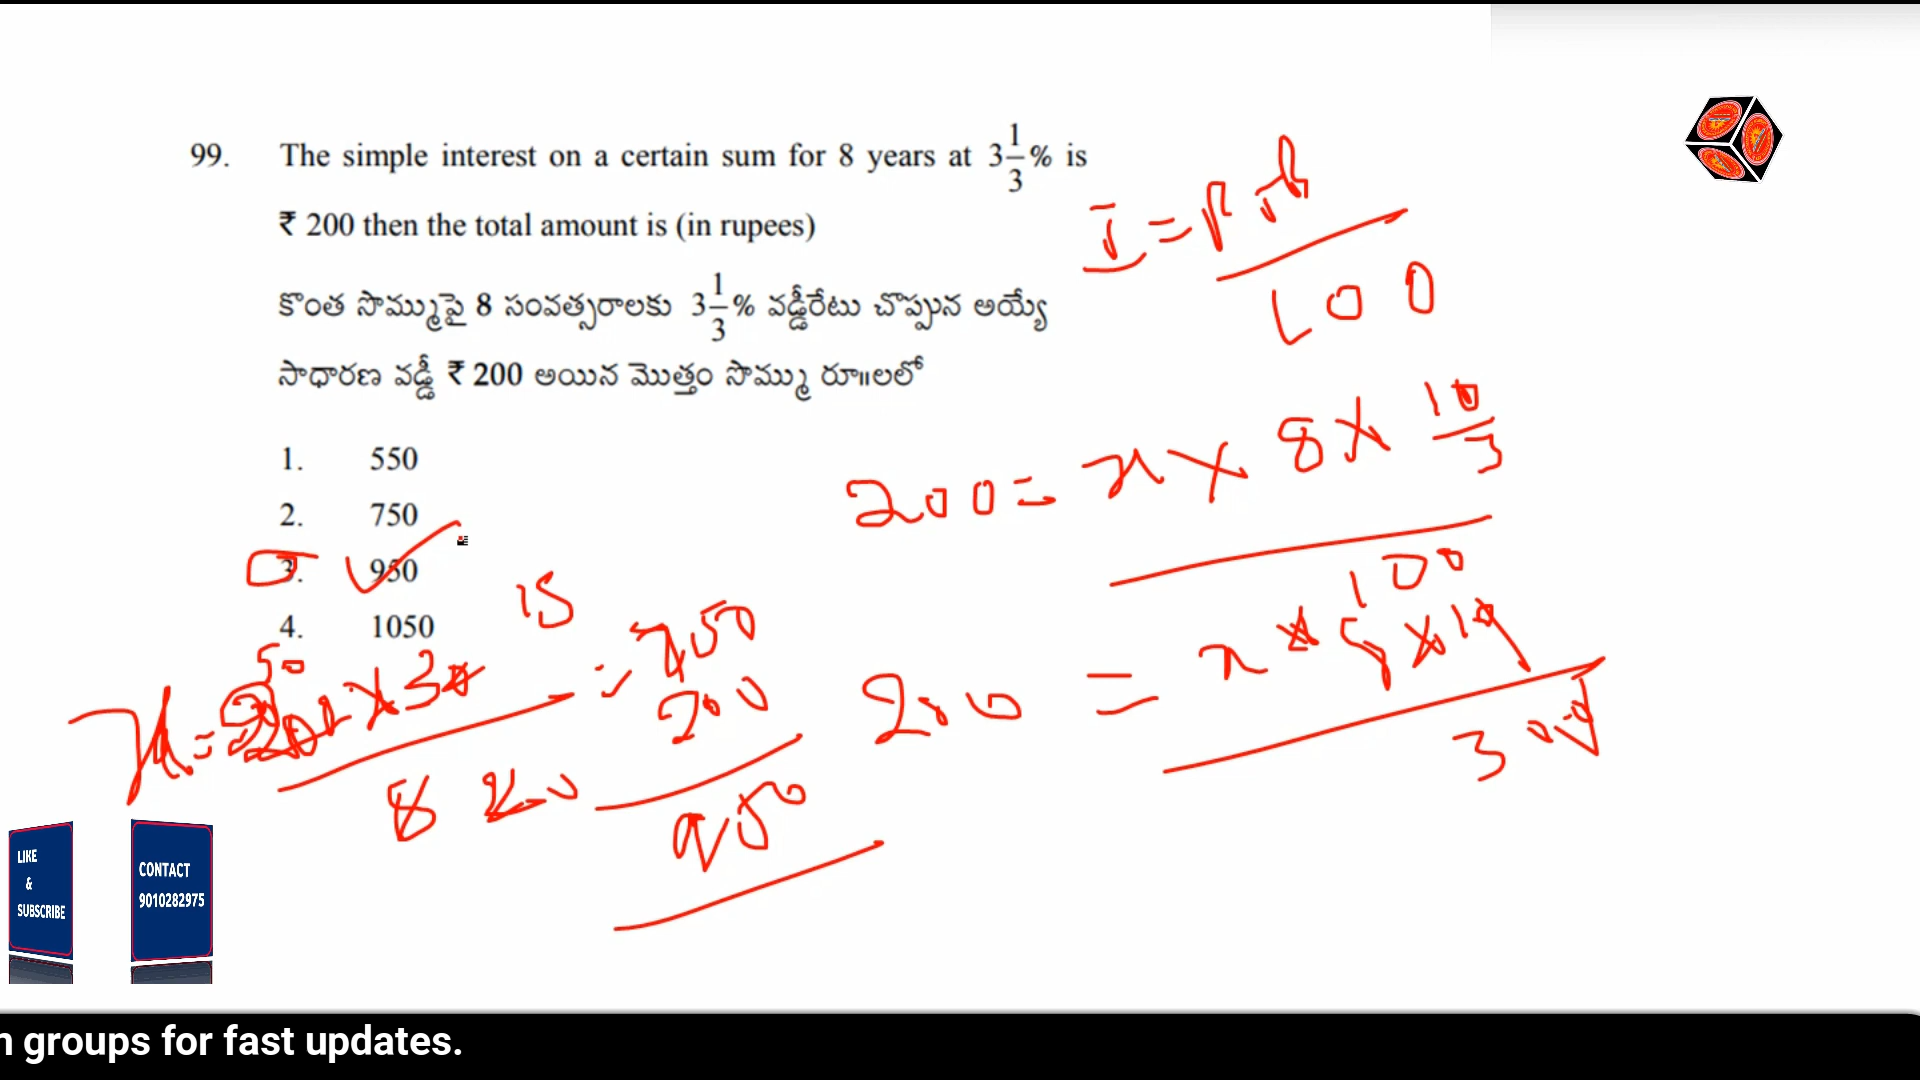 99. The simple interest on a certain sum for 8 years at 3 1/3 % is
₹ 200 then the total amount is (in rupees)
కొంత సొమ్ముపై 8 సంవత్సరాలకు 3 1/3 % వడ్డీరేటు చొప్పున అయ్యే
సాధారణ వడ్డీ ₹ 200 అయిన మొత్తం సొమ్ము రూ॥లలో
1. 550
2. 750
3. 950
4. 1050
I =
100
200 = x × 8 × 10/3
100
200 = x × 8 × 10
300
50
15
= 750
200
950
LIKE
&
SUBSCRIBE
CONTACT
9010282975
groups for fast updates.